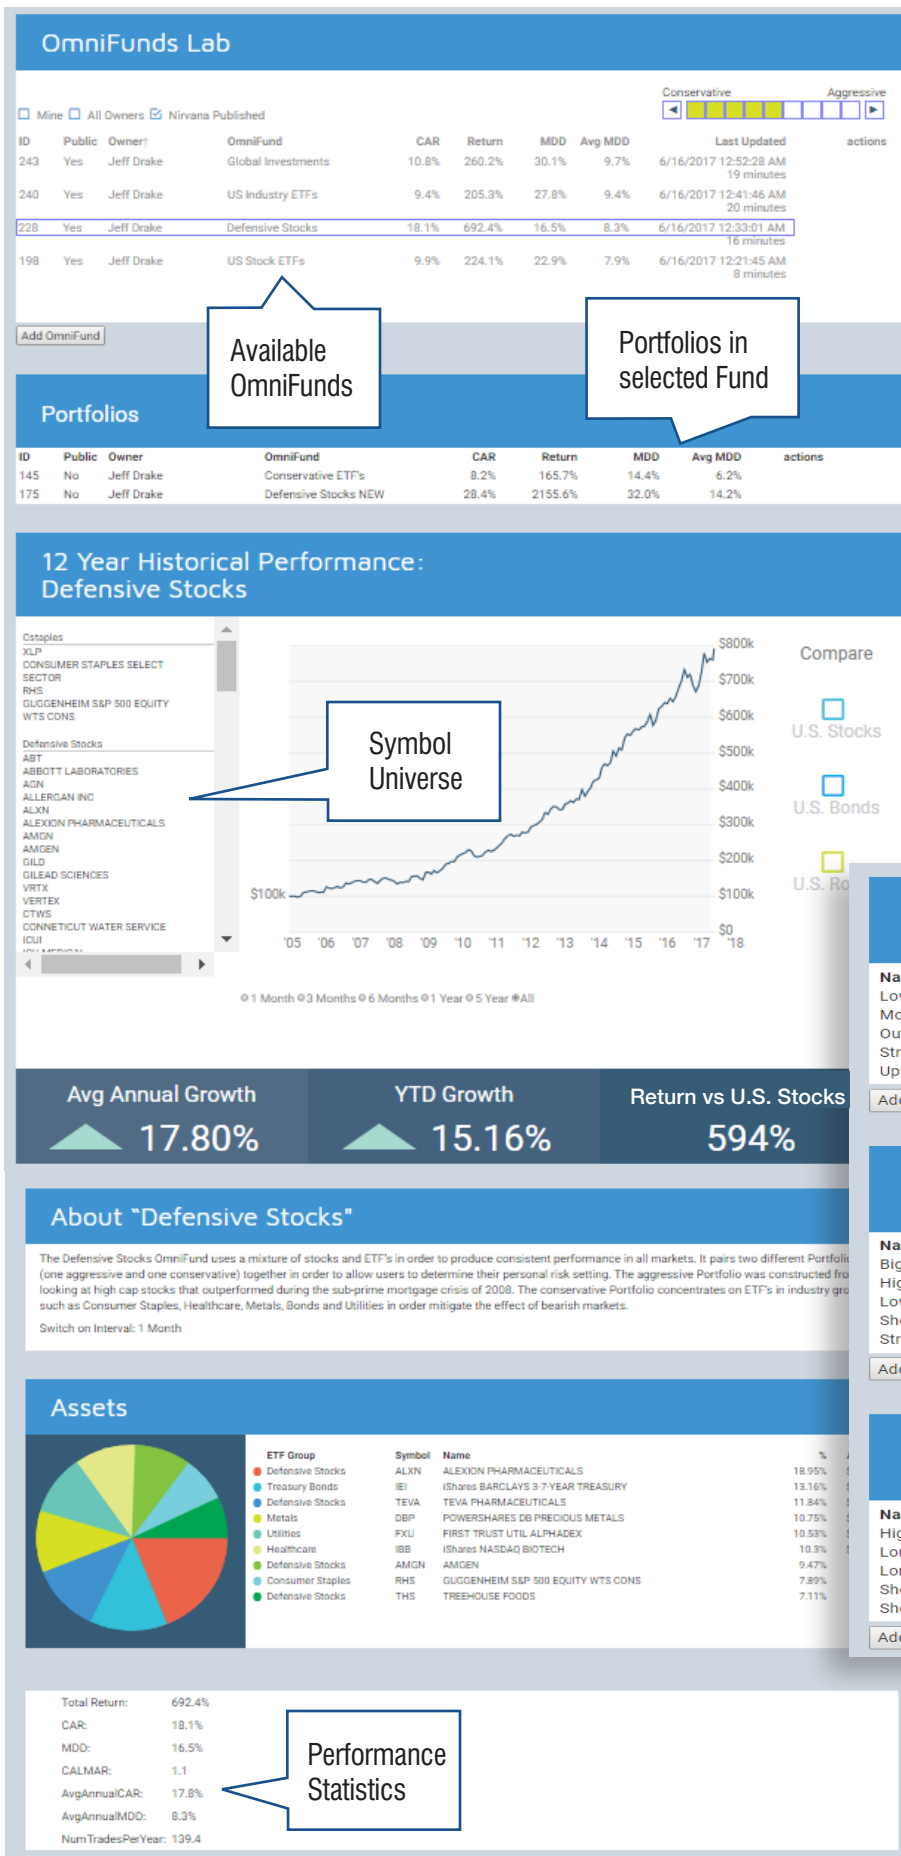 OmniFunds Lab
Conservative Aggressive
Mine All Owners Nirvana Published
ID Public Owner↑ OmniFund CAR Return MDD Avg MDD Last Updated actions
243 Yes Jeff Drake Global Investments 10.8% 260.2% 30.1% 9.7% 6/16/2017 12:52:28 AM
19 minutes
240 Yes Jeff Drake US Industry ETFs 9.4% 205.3% 27.8% 9.4% 6/16/2017 12:41:46 AM
20 minutes
228 Yes Jeff Drake Defensive Stocks 18.1% 692.4% 16.5% 8.3% 6/16/2017 12:33:01 AM
16 minutes
198 Yes Jeff Drake US Stock ETFs 9.9% 224.1% 22.9% 7.9% 6/16/2017 12:21:45 AM
8 minutes
Add OmniFund
Available
OmniFunds
Portfolios in
selected Fund
Portfolios
ID Public Owner OmniFund CAR Return MDD Avg MDD actions
145 No Jeff Drake Conservative ETF's 8.2% 165.7% 14.4% 6.2%
175 No Jeff Drake Defensive Stocks NEW 28.4% 2155.6% 32.0% 14.2%
12 Year Historical Performance:
Defensive Stocks
Cstaples
XLP
CONSUMER STAPLES SELECT
SECTOR
RHS
GUGGENHEIM S&P 500 EQUITY
WTS CONS
Defensive Stocks
ABT
ABBOTT LABORATORIES
AGN
ALLERGAN INC
ALXN
ALEXION PHARMACEUTICALS
AMGN
AMGEN
GILD
GILEAD SCIENCES
VRTX
VERTEX
CTWS
CONNETICUT WATER SERVICE
ICUI
Symbol
Universe
$800k
$700k
$600k
$500k
$400k
$300k
$200k
$100k $100k
$0
'05 '06 '07 '08 '09 '10 '11 '12 '13 '14 '15 '16 '17 '18
1 Month 3 Months 6 Months 1 Year 5 Year All
Compare
U.S. Stocks
U.S. Bonds
U.S. Ro
Na
Lov
Mo
Ou
Str
Up
Add
Avg Annual Growth YTD Growth Return vs U.S. Stocks
17.80% 15.16% 594%
About "Defensive Stocks"
The Defensive Stocks OmniFund uses a mixture of stocks and ETF's in order to produce consistent performance in all markets. It pairs two different Portfolio
(one aggressive and one conservative) together in order to allow users to determine their personal risk setting. The aggressive Portfolio was constructed fro
looking at high cap stocks that outperformed during the sub-prime mortgage crisis of 2008. The conservative Portfolio concentrates on ETF's in industry gro
such as Consumer Staples, Healthcare, Metals, Bonds and Utilities in order mitigate the effect of bearish markets.
Switch on Interval: 1 Month
Na
Big
Hig
Lov
Sho
Str
Add
Assets
ETF Group Symbol Name %
Defensive Stocks ALXN ALEXION PHARMACEUTICALS 18.95%
Treasury Bonds IEI iShares BARCLAYS 3-7-YEAR TREASURY 13.16%
Defensive Stocks TEVA TEVA PHARMACEUTICALS 11.84%
Metals DBP POWERSHARES DB PRECIOUS METALS 10.75%
Utilities FXU FIRST TRUST UTIL ALPHADEX 10.53%
Healthcare IBB iShares NASDAQ BIOTECH 10.3%
Defensive Stocks AMGN AMGEN 9.47%
Consumer Staples RHS GUGGENHEIM S&P 500 EQUITY WTS CONS 7.89%
Defensive Stocks THS TREEHOUSE FOODS 7.11%
Na
Hig
Lor
Lor
Sho
Sho
Add
Total Return: 692.4%
CAR: 18.1%
MDD: 16.5%
CALMAR: 1.1
AvgAnnualCAR: 17.8%
AvgAnnualMDD: 8.3%
NumTradesPerYear: 139.4
Performance
Statistics